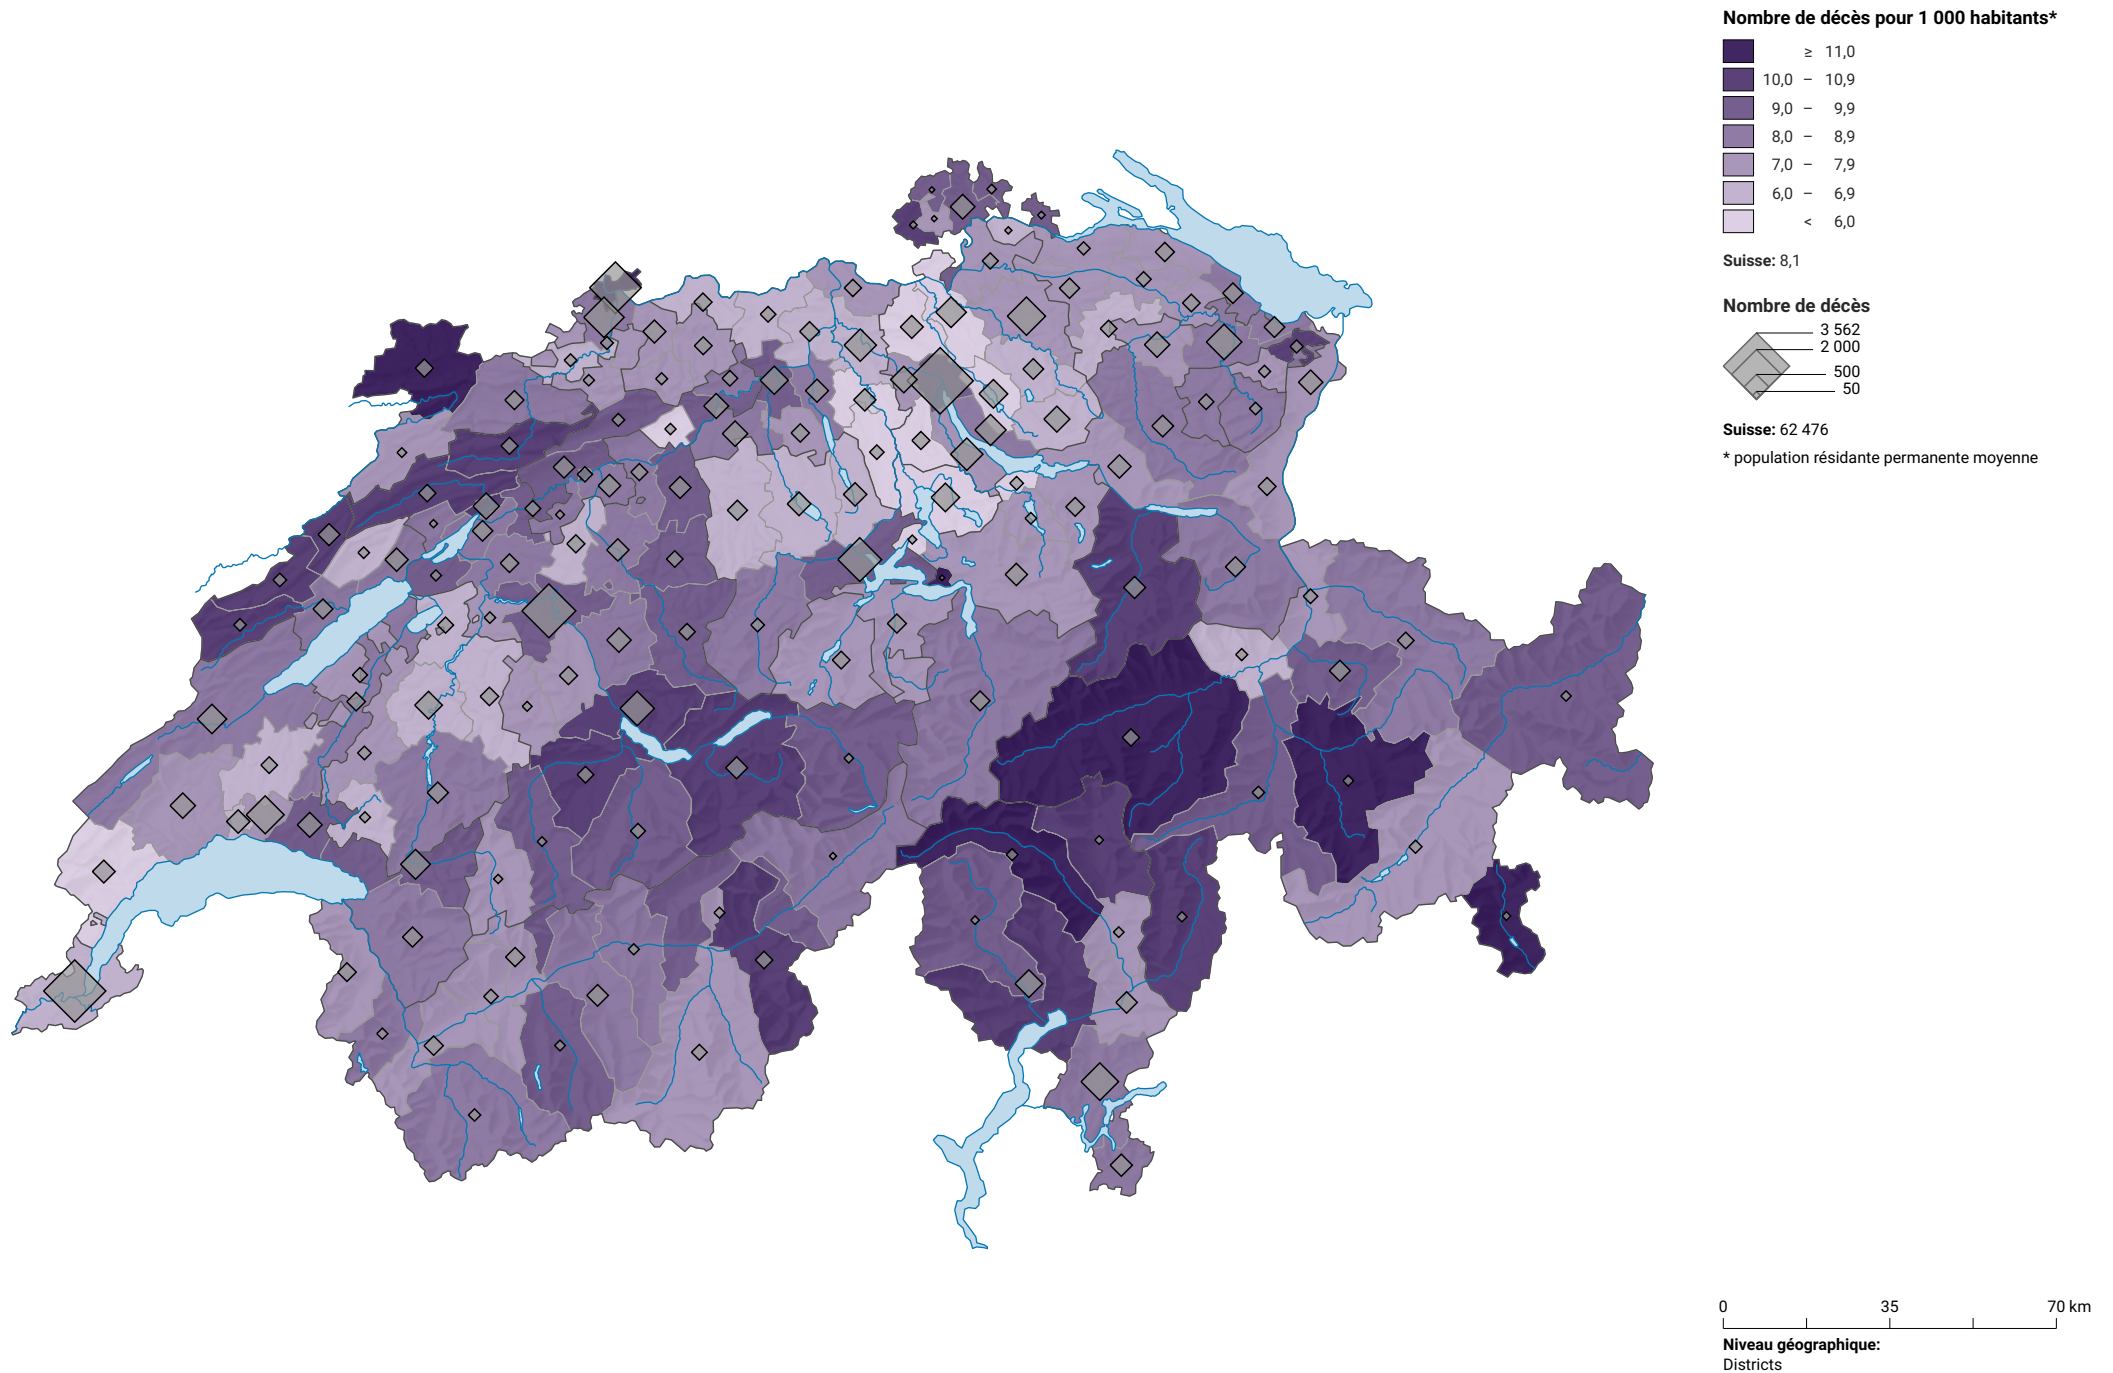 Nombre de décès pour 1 000 habitants*
≥ 11,0
10,0 – 10,9
9,0 – 9,9
8,0 – 8,9
7,0 – 7,9
6,0 – 6,9
< 6,0
Suisse: 8,1
Nombre de décès
3 562
2 000
500
50
Suisse: 62 476
* population résidante permanente moyenne
0 35 70 km
Niveau géographique:
Districts